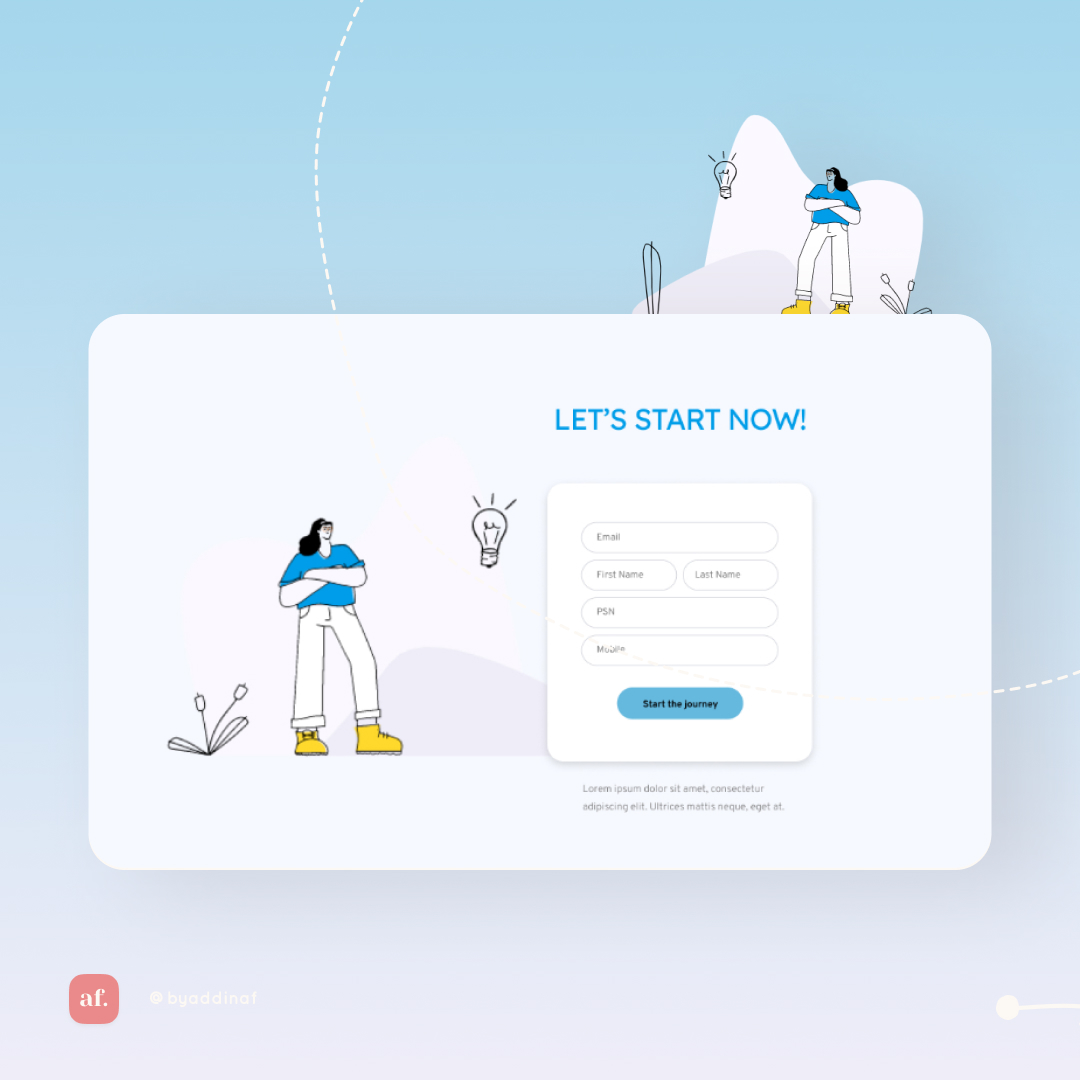 LET'S START NOW!
Email
First Name Last Name
PSN
Mobile
Start the journey
Lorem ipsum dolor sit amet, consectetur
adipiscing elit. Ultrices mattis neque, eget at.
af.
@byaddinaf